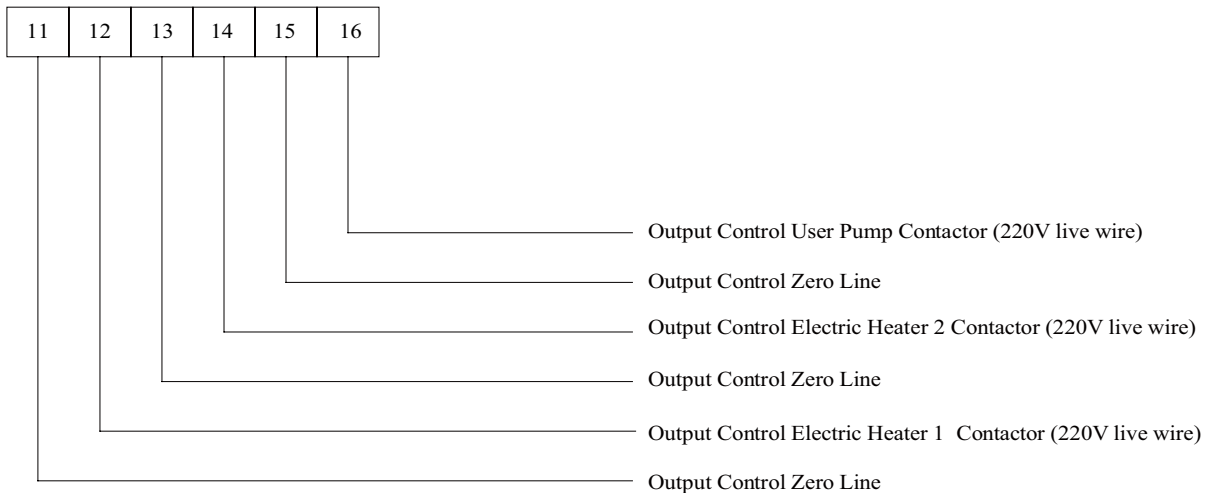 11 12 13 14 15 16
Output Control User Pump Contactor (220V live wire)
Output Control Zero Line
Output Control Electric Heater 2 Contactor (220V live wire)
Output Control Zero Line
Output Control Electric Heater 1 Contactor (220V live wire)
Output Control Zero Line